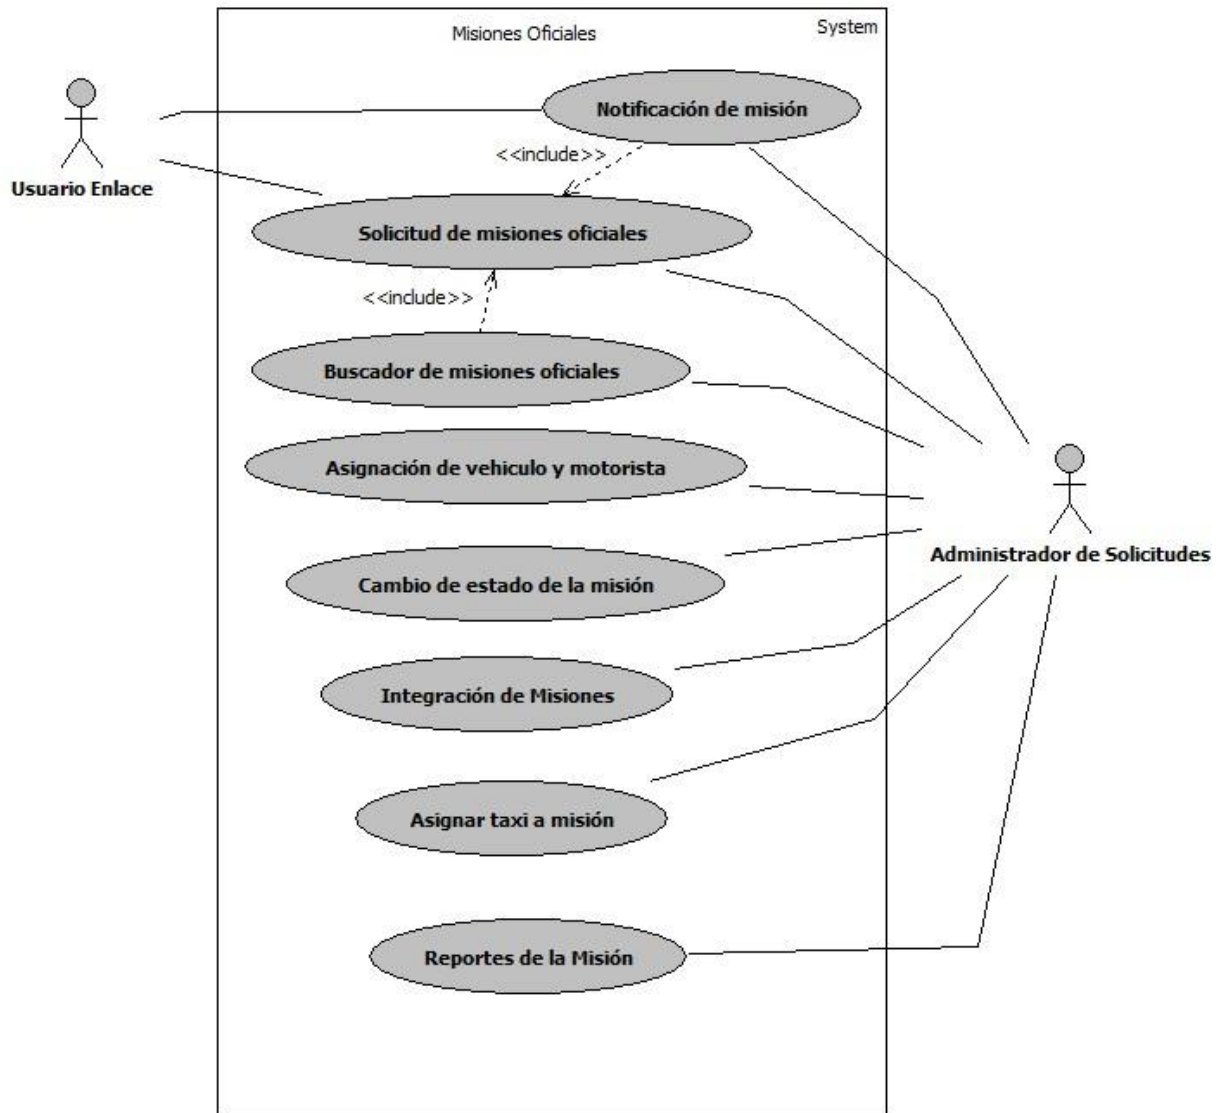 System
Misiones Oficiales
Notificación de misión
<<include>>
Usuario Enlace
Solicitud de misiones oficiales
<<include>>
Buscador de misiones oficiales
Asignación de vehiculo y motorista
Administrador de Solicitudes
Cambio de estado de la misión
Integración de Misiones
Asignar taxi a misión
Reportes de la Misión